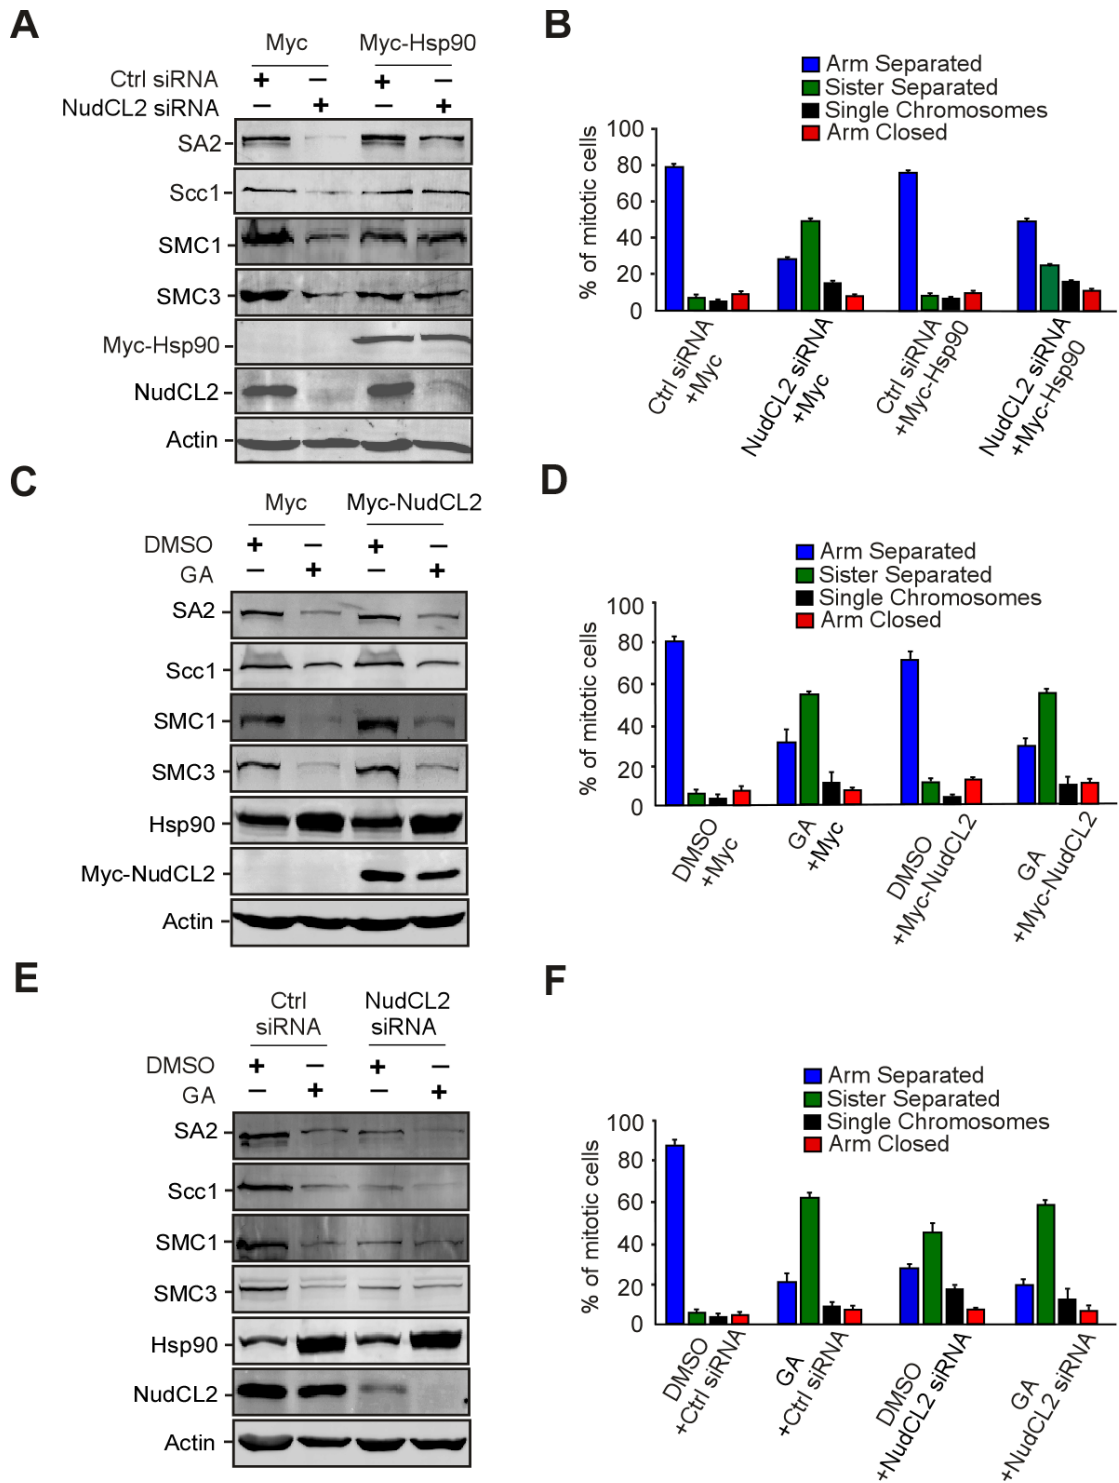 A
Myc Myc-Hsp90
Ctrl siRNA + – + –
NudCL2 siRNA – + – +
SA2
Scc1
SMC1
SMC3
Myc-Hsp90
NudCL2
Actin
B
Arm Separated
Sister Separated
Single Chromosomes
Arm Closed
% of mitotic cells
100
80
60
40
20
0
Ctrl siRNA
+Myc
NudCL2 siRNA
+Myc
Ctrl siRNA
+Myc-Hsp90
NudCL2 siRNA
+Myc-Hsp90
C
Myc Myc-NudCL2
DMSO + – + –
GA – + – +
SA2
Scc1
SMC1
SMC3
Hsp90
Myc-NudCL2
Actin
D
Arm Separated
Sister Separated
Single Chromosomes
Arm Closed
% of mitotic cells
100
80
60
40
20
0
DMSO
+Myc
GA
+Myc
DMSO
+Myc-NudCL2
GA
+Myc-NudCL2
E
Ctrl NudCL2
siRNA siRNA
DMSO + – + –
GA – + – +
SA2
Scc1
SMC1
SMC3
Hsp90
NudCL2
Actin
F
Arm Separated
Sister Separated
Single Chromosomes
Arm Closed
% of mitotic cells
100
80
60
40
20
0
DMSO
+Ctrl siRNA
GA
+Ctrl siRNA
DMSO
+NudCL2 siRNA
GA
+NudCL2 siRNA